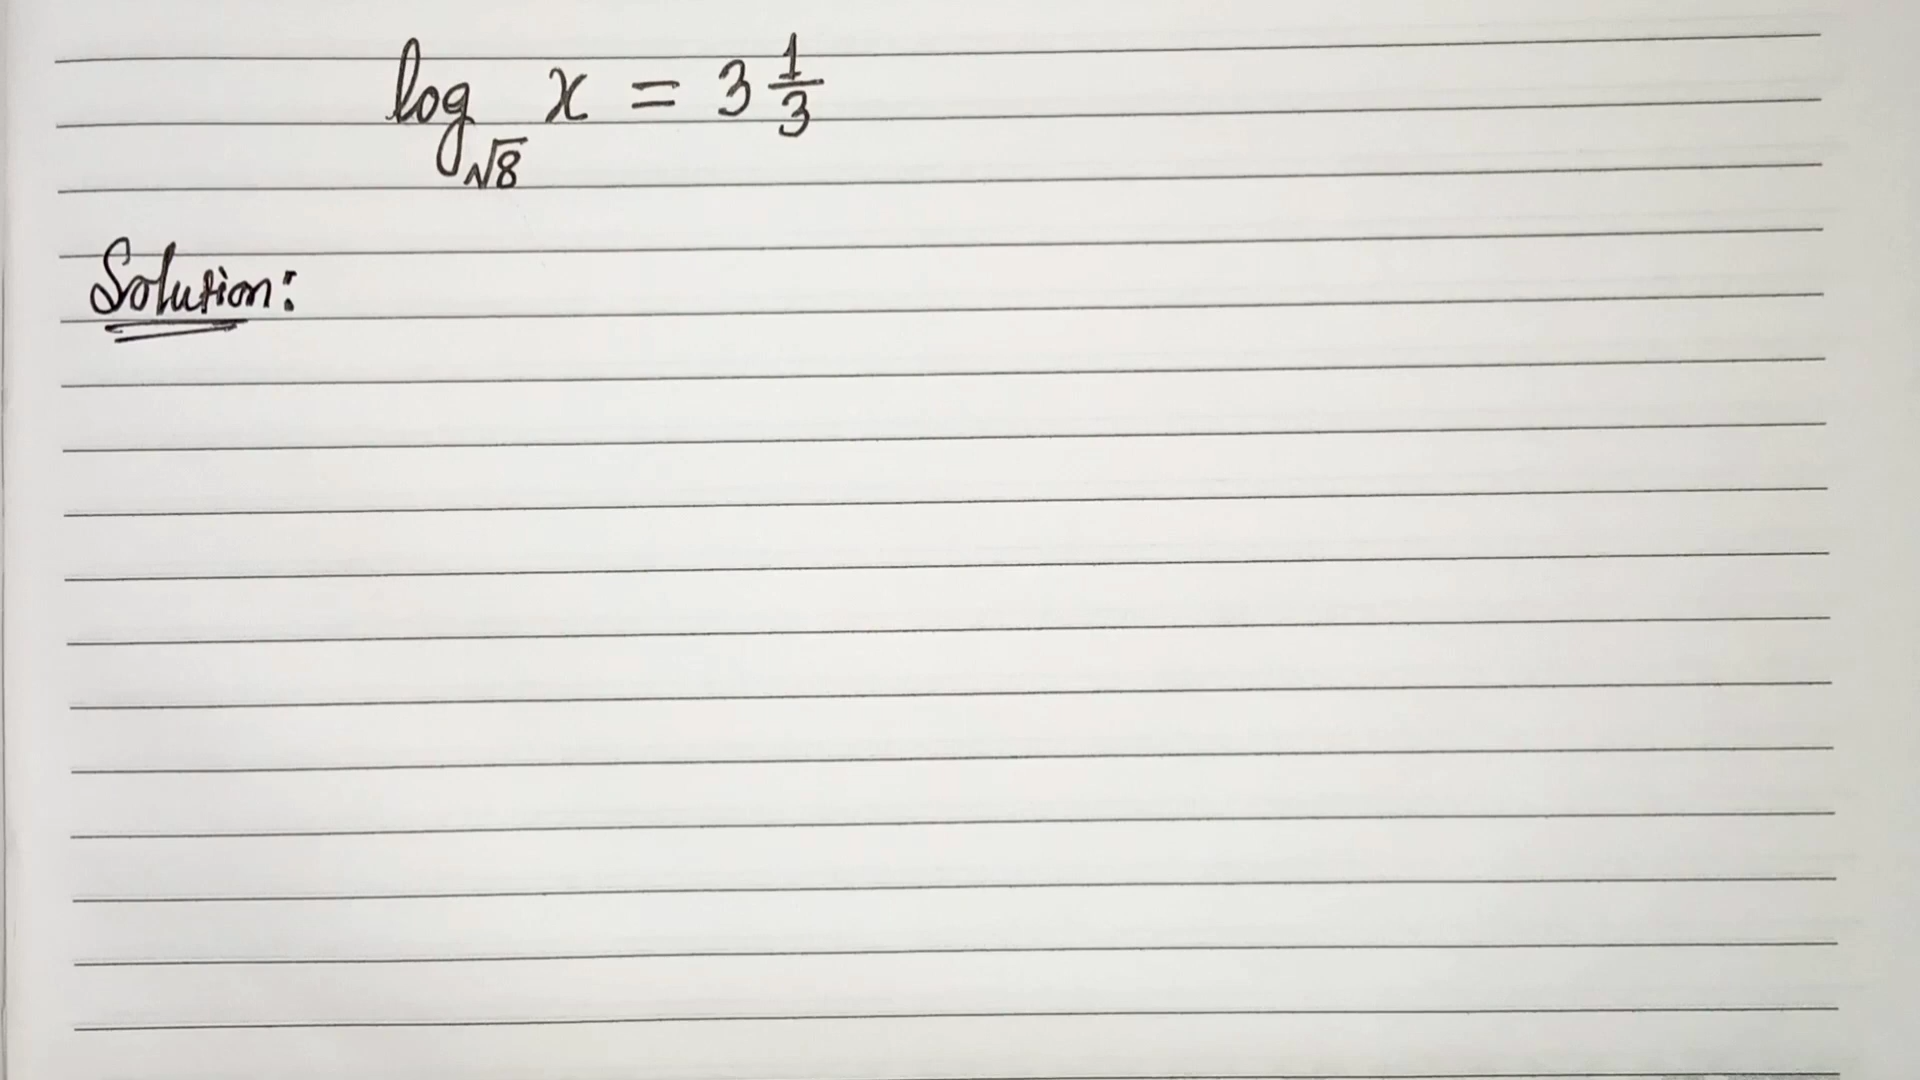 log_√8 x = 3 1/3
Solution: